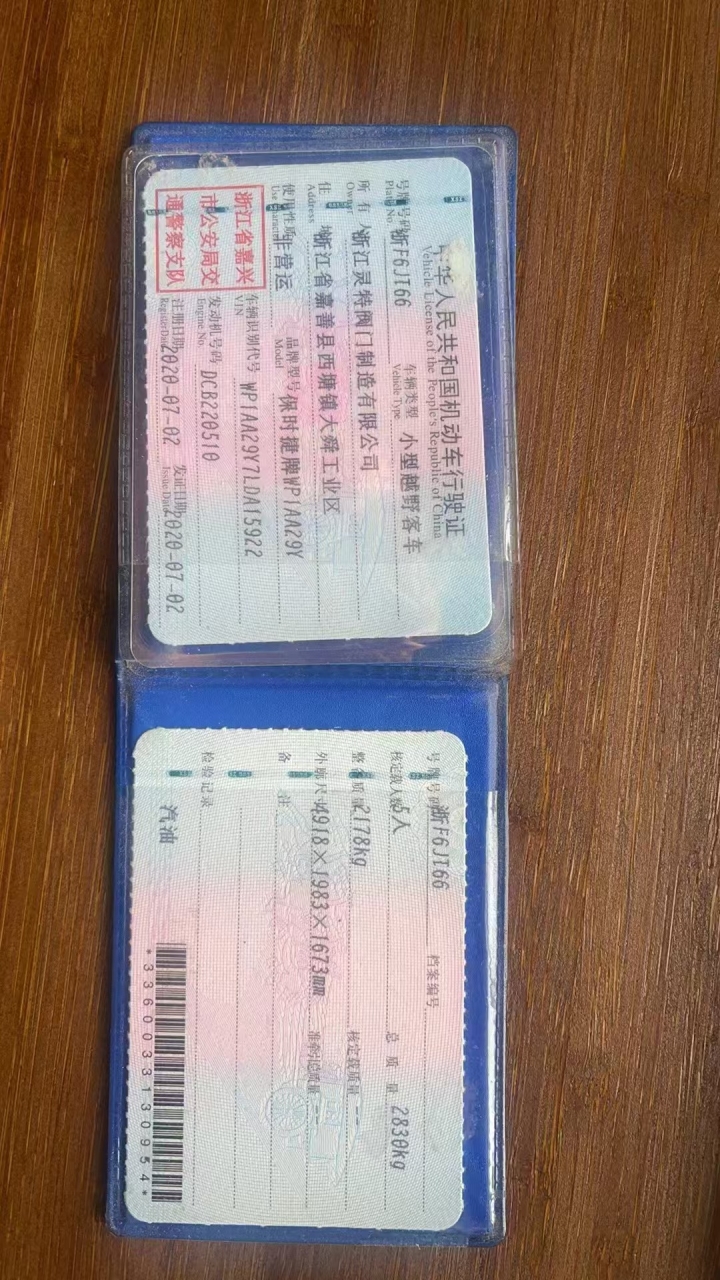 中华人民共和国机动车行驶证
Vehicle License of the People's Republic of China
号牌号码 浙F6JT66 车辆类型 小型越野客车
Plate No. Vehicle Type
所有人 浙江灵特阀门制造有限公司
Owner
住址 浙江省嘉善县西塘镇大舜工业区
Address
使用性质 非营运 品牌型号 保时捷牌WP1AA29Y
Use Character Model
浙江省嘉兴
市公安局交
通警察支队
车辆识别代号 WP1AA29Y7LDA15922
VIN
发动机号码 DCB220510
Engine No.
注册日期 2020-07-02 发证日期 2020-07-02
Register Date Issue Date
号牌号码 浙F6JT66 档案编号
核定载人数 5人 总质量 2830kg
整备质量 2178kg 核定载质量 --
外廓尺寸 4918×1983×1673mm 准牵引总质量 --
备注
检验记录
汽油
*3360033130954*